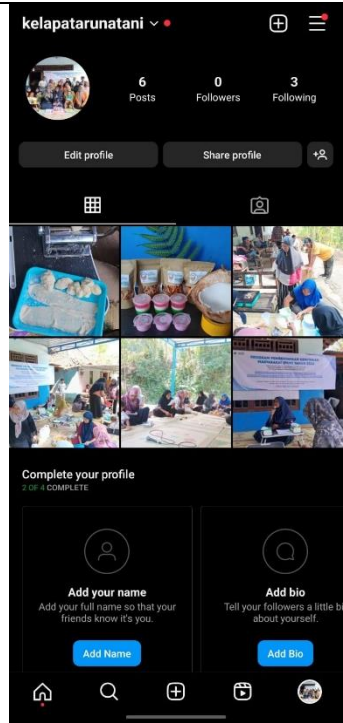 kelapatarunatani
6 0 3
Posts Followers Following
Edit profile Share profile
Complete your profile
2 OF 4 COMPLETE
Add your name
Add your full name so that your
friends know it's you.
Add Name
Add bio
Tell your followers a little bi
about yourself.
Add Bio